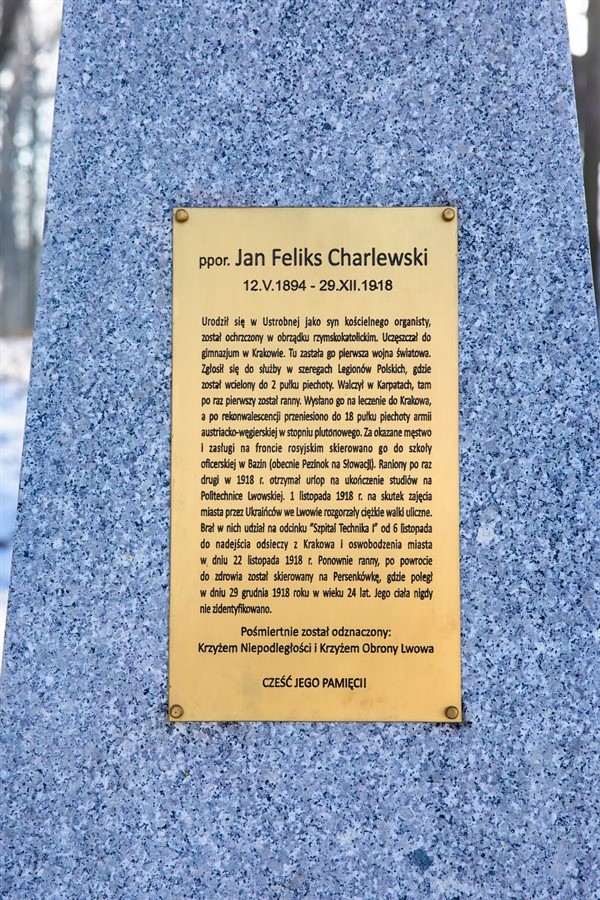 ppor. Jan Feliks Charlewski
12.V.1894 - 29.XII.1918
Urodził się w Ustrobnej jako syn kościelnego organisty,
został ochrzczony w obrządku rzymskokatolickim. Uczęszczał do
gimnazjum w Krakowie. Tu zastała go pierwsza wojna światowa.
Zgłosił się do służby w szeregach Legionów Polskich, gdzie
został wcielony do 2 pułku piechoty. Walczył w Karpatach, tam
po raz pierwszy został ranny. Wysłano go na leczenie do Krakowa,
a po rekonwalescencji przeniesiono do 18 pułku piechoty armii
austriacko-węgierskiej w stopniu plutonowego. Za okazane męstwo
i zasługi na froncie rosyjskim skierowano go do szkoły
oficerskiej w Bazin (obecnie Pezinok na Słowacji). Raniony po raz
drugi w 1918 r. otrzymał urlop na ukończenie studiów na
Politechnice Lwowskiej. 1 listopada 1918 r. na skutek zajęcia
miasta przez Ukraińców we Lwowie rozgorzały ciężkie walki uliczne.
Brał w nich udział na odcinku "Szpital Technika I" od 6 listopada
do nadejścia odsieczy z Krakowa i oswobodzenia miasta
w dniu 22 listopada 1918 r. Ponownie ranny, po powrocie
do zdrowia został skierowany na Persenkówkę, gdzie poległ
w dniu 29 grudnia 1918 roku w wieku 24 lat. Jego ciała nigdy
nie zidentyfikowano.
Pośmiertnie został odznaczony:
Krzyżem Niepodległości i Krzyżem Obrony Lwowa
CZEŚĆ JEGO PAMIĘCI!